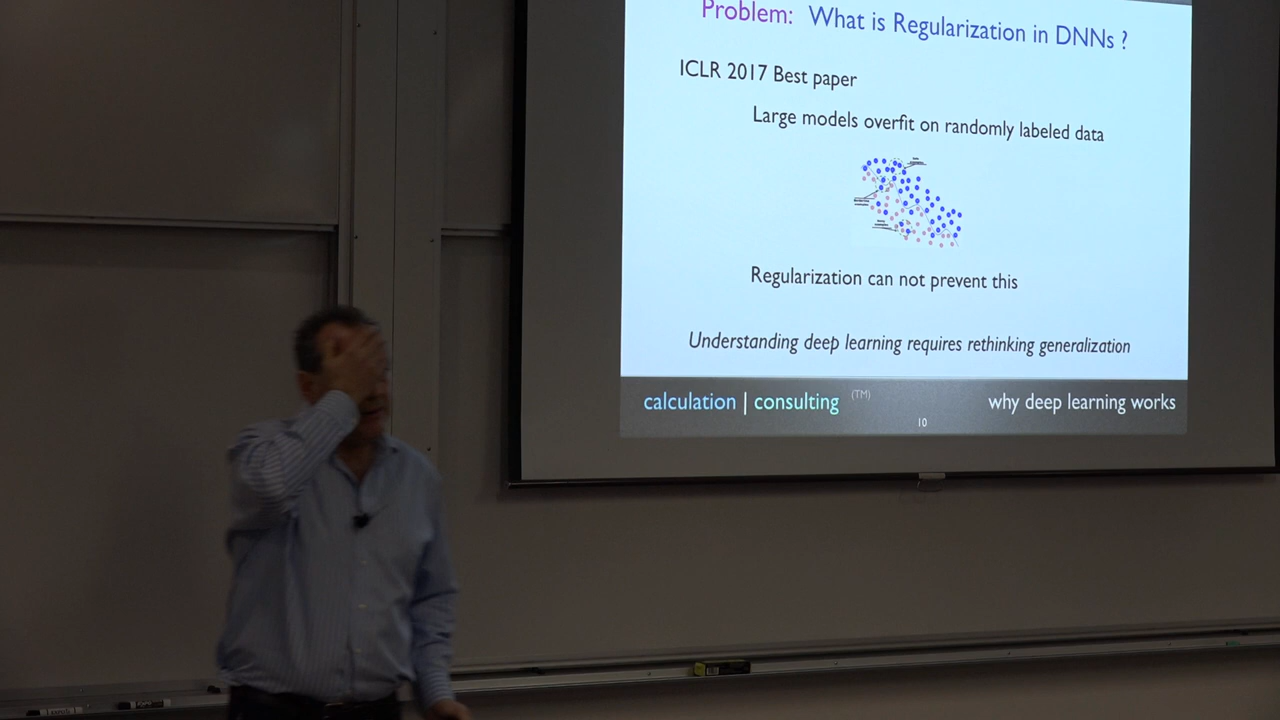 Problem: What is Regularization in DNNs ?
ICLR 2017 Best paper
Large models overfit on randomly labeled data
Regularization can not prevent this
Understanding deep learning requires rethinking generalization
calculation | consulting (TM) why deep learning works
10